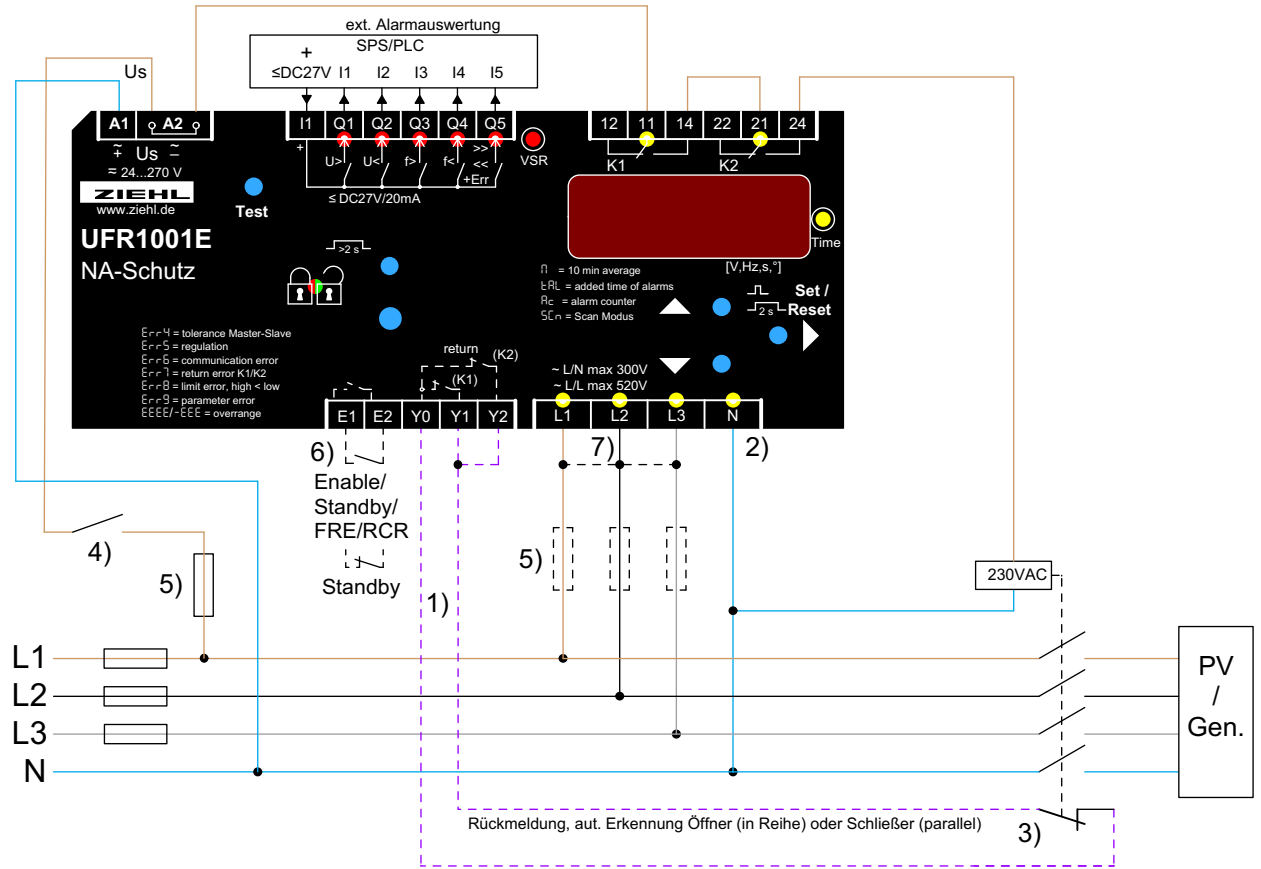 ext. Alarmauswertung
SPS/PLC
+
≤DC27V I1 I2 I3 I4 I5
Us
A1 A2
I1 Q1 Q2 Q3 Q4 Q5
12 11 14 22 21 24
+ U> U< f> f< >>
<<
+Err
VSR
K1 K2
≂ Us ≂
+ −
≂ 24...270 V
≤ DC27V/20mA
ZIEHL
www.ziehl.de
Test
UFR1001E
NA-Schutz
>2 s
Time
[V,Hz,s,°]
= 10 min average
tAL = added time of alarms
Ac = alarm counter
SCn = Scan Modus
Set /
2 s Reset
Err4 = tolerance Master-Slave
Err5 = regulation
Err6 = communication error
Err7 = return error K1/K2
Err8 = limit error, high < low
Err9 = parameter error
EEEE/-EEE = overrange
return (K2)
(K1)
~ L/N max 300V
~ L/L max 520V
E1 E2 Y0 Y1 Y2
L1 L2 L3 N
6) 7) 2)
Enable/
Standby/
FRE/RCR
Standby
4)
5)
1)
5)
230VAC
L1
L2
L3
N
PV
/
Gen.
Rückmeldung, aut. Erkennung Öffner (in Reihe) oder Schließer (parallel)
3)